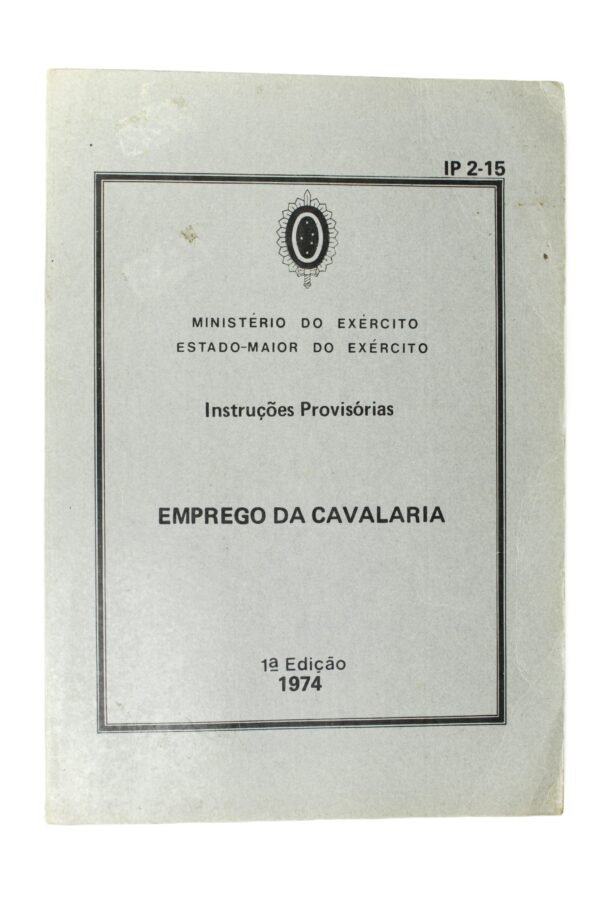 IP 2-15
MINISTÉRIO DO EXÉRCITO
ESTADO-MAIOR DO EXÉRCITO
Instruções Provisórias
EMPREGO DA CAVALARIA
1ª Edição
1974